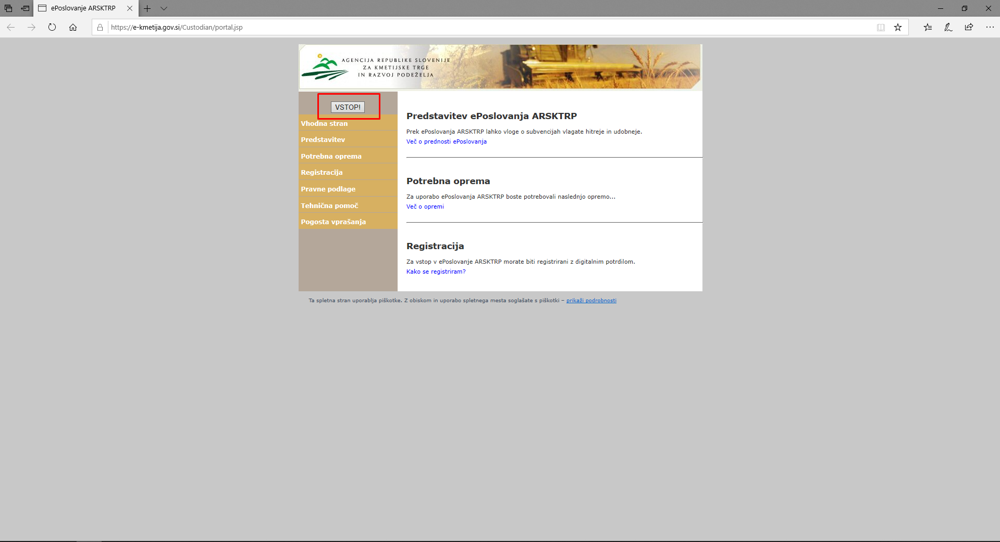 ePoslovanje ARSKTRP
https://e-kmetija.gov.si/Custodian/portal.jsp
AGENCIJA REPUBLIKE SLOVENIJE
ZA KMETIJSKE TRGE
IN RAZVOJ PODEŽELJA
VSTOP!
Vhodna stran
Predstavitev
Potrebna oprema
Registracija
Pravne podlage
Tehnična pomoč
Pogosta vprašanja
Predstavitev ePoslovanja ARSKTRP
Prek ePoslovanja ARSKTRP lahko vloge o subvencijah vlagate hitreje in udobneje.
Več o prednosti ePoslovanja
Potrebna oprema
Za uporabo ePoslovanja ARSKTRP boste potrebovali naslednjo opremo...
Več o opremi
Registracija
Za vstop v ePoslovanje ARSKTRP morate biti registrirani z digitalnim potrdilom.
Kako se registriram?
Ta spletna stran uporablja piškotke. Z obiskom in uporabo spletnega mesta soglašate s piškotki – prikaži podrobnosti